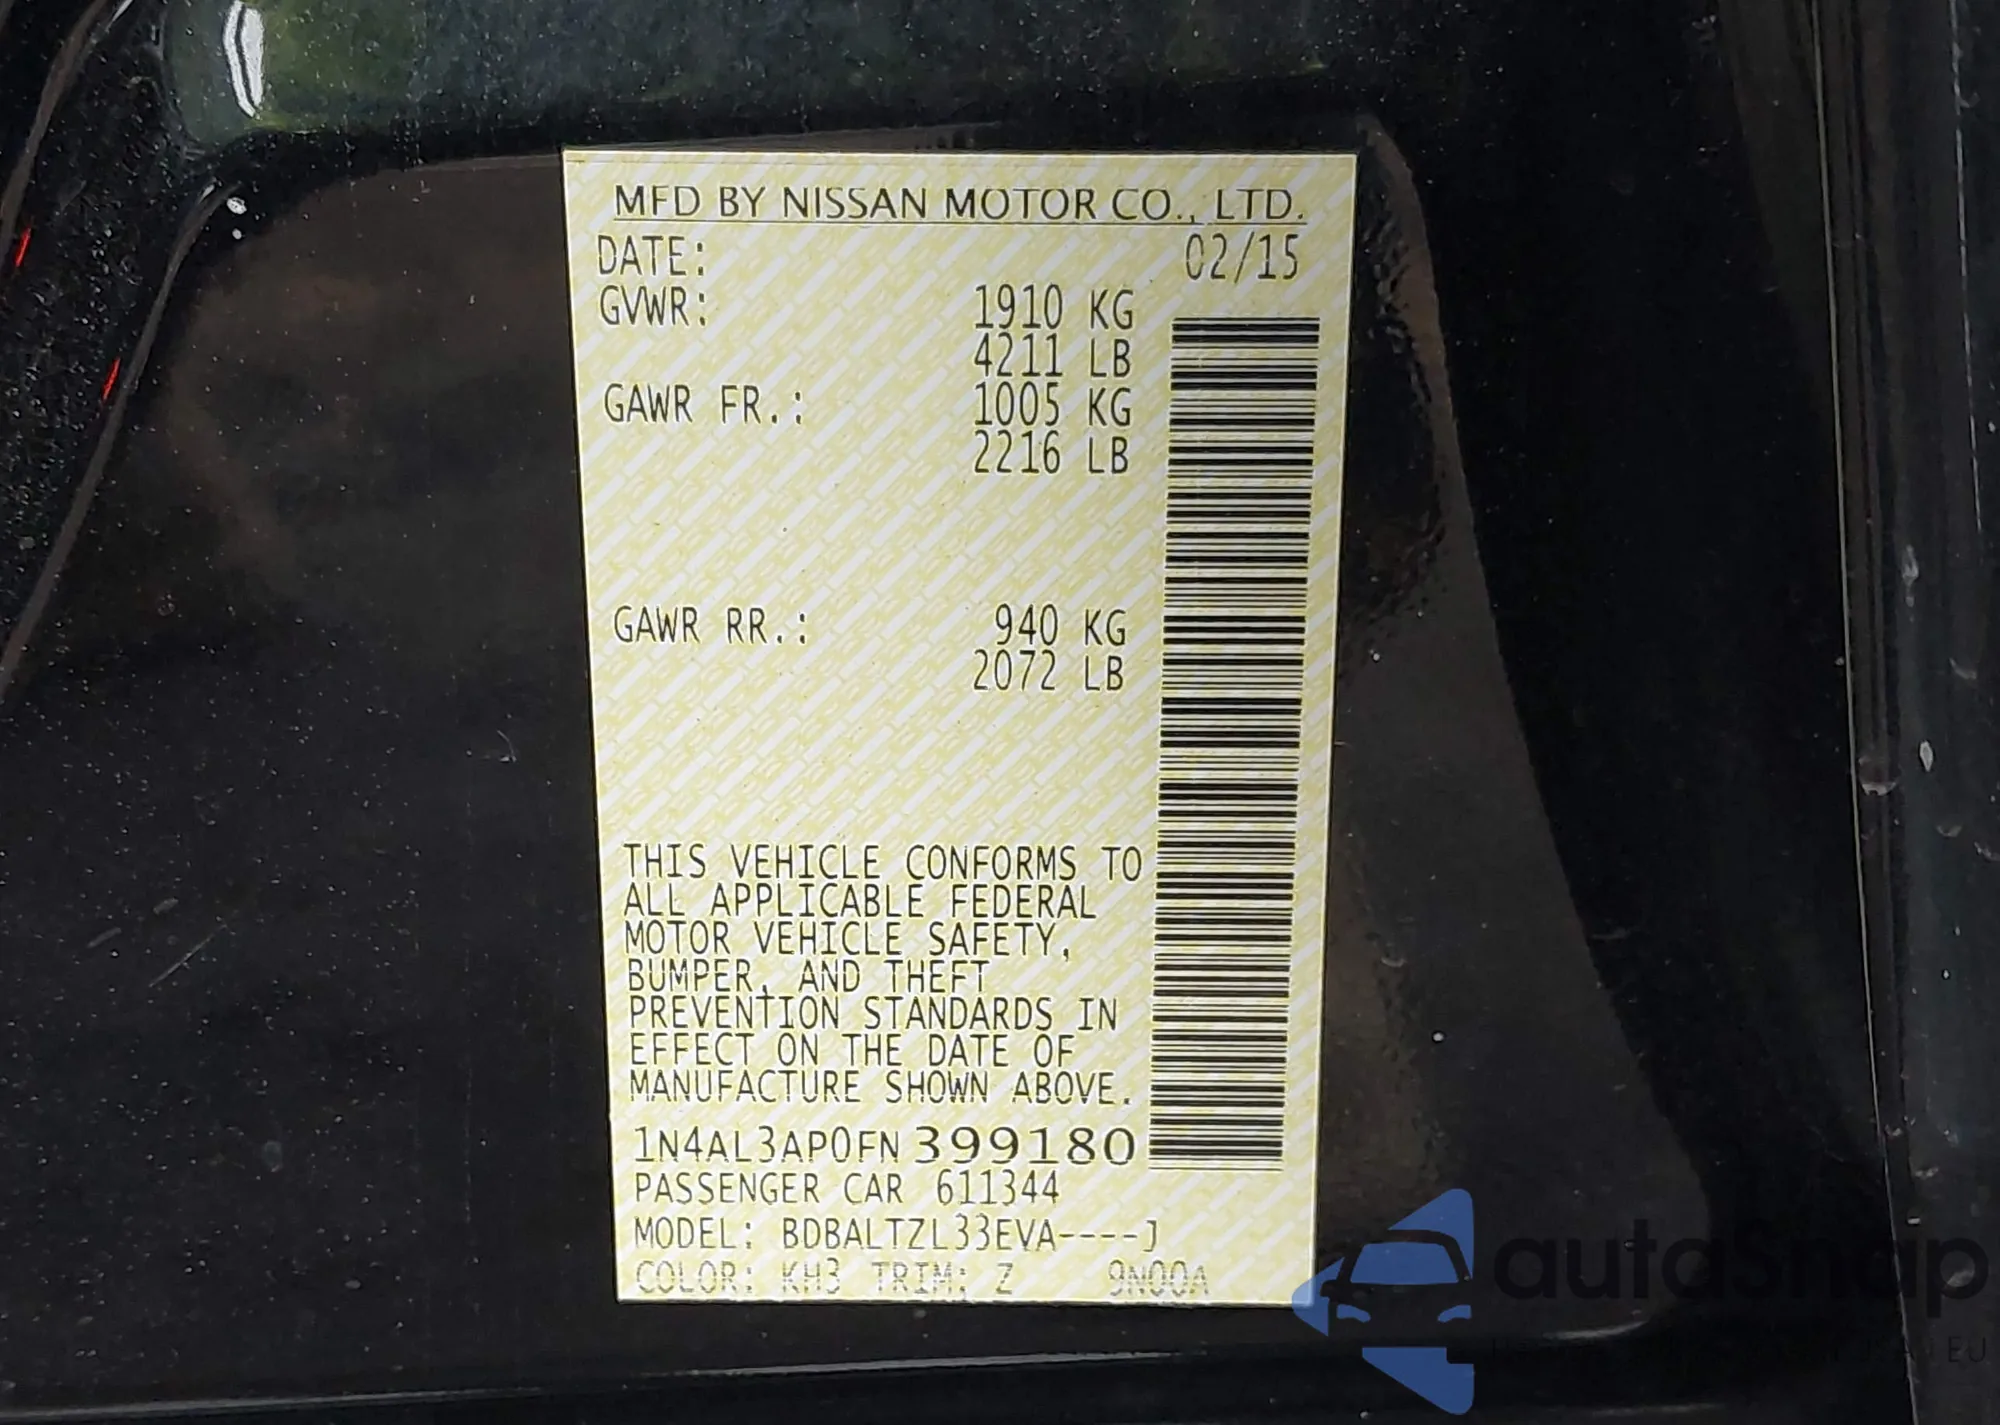 MFD BY NISSAN MOTOR CO., LTD.
DATE: 02/15
GVWR: 1910 KG
4211 LB
GAWR FR.: 1005 KG
2216 LB
GAWR RR.: 940 KG
2072 LB
THIS VEHICLE CONFORMS TO
ALL APPLICABLE FEDERAL
MOTOR VEHICLE SAFETY,
BUMPER, AND THEFT
PREVENTION STANDARDS IN
EFFECT ON THE DATE OF
MANUFACTURE SHOWN ABOVE.
1N4AL3AP0FN 399180
PASSENGER CAR 611344
MODEL: BDBALTZL33EVA----J
COLOR: KH3 TRIM: Z 9N00A
autosnap